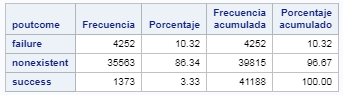 poutcome Frecuencia Porcentaje Frecuencia acumulada Porcentaje acumulado
failure 4252 10.32 4252 10.32
nonexistent 35563 86.34 39815 96.67
success 1373 3.33 41188 100.00